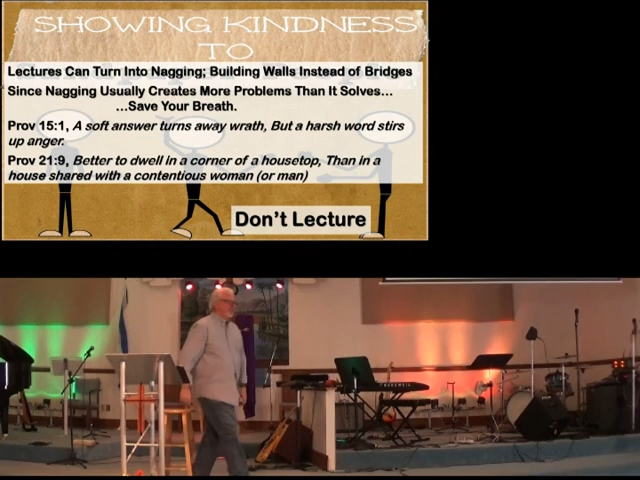 SHOWING KINDNESS
TO
Lectures Can Turn Into Nagging; Building Walls Instead of Bridges
Since Nagging Usually Creates More Problems Than It Solves…
…Save Your Breath.
Prov 15:1, A soft answer turns away wrath, But a harsh word stirs
up anger.
Prov 21:9, Better to dwell in a corner of a housetop, Than in a
house shared with a contentious woman (or man)
Don't Lecture